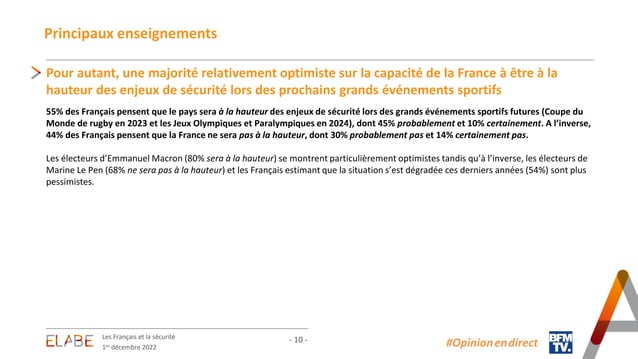 Principaux enseignements
Pour autant, une majorité relativement optimiste sur la capacité de la France à être à la
hauteur des enjeux de sécurité lors des prochains grands événements sportifs
55% des Français pensent que le pays sera à la hauteur des enjeux de sécurité lors des grands événements sportifs futures (Coupe du
Monde de rugby en 2023 et les Jeux Olympiques et Paralympiques en 2024), dont 45% probablement et 10% certainement. A l’inverse,
44% des Français pensent que la France ne sera pas à la hauteur, dont 30% probablement pas et 14% certainement pas.
Les électeurs d’Emmanuel Macron (80% sera à la hauteur) se montrent particulièrement optimistes tandis qu’à l’inverse, les électeurs de
Marine Le Pen (68% ne sera pas à la hauteur) et les Français estimant que la situation s’est dégradée ces derniers années (54%) sont plus
pessimistes.
ELABE
Les Français et la sécurité
1er décembre 2022
- 10 -
#Opinionendirect
BFM
TV.